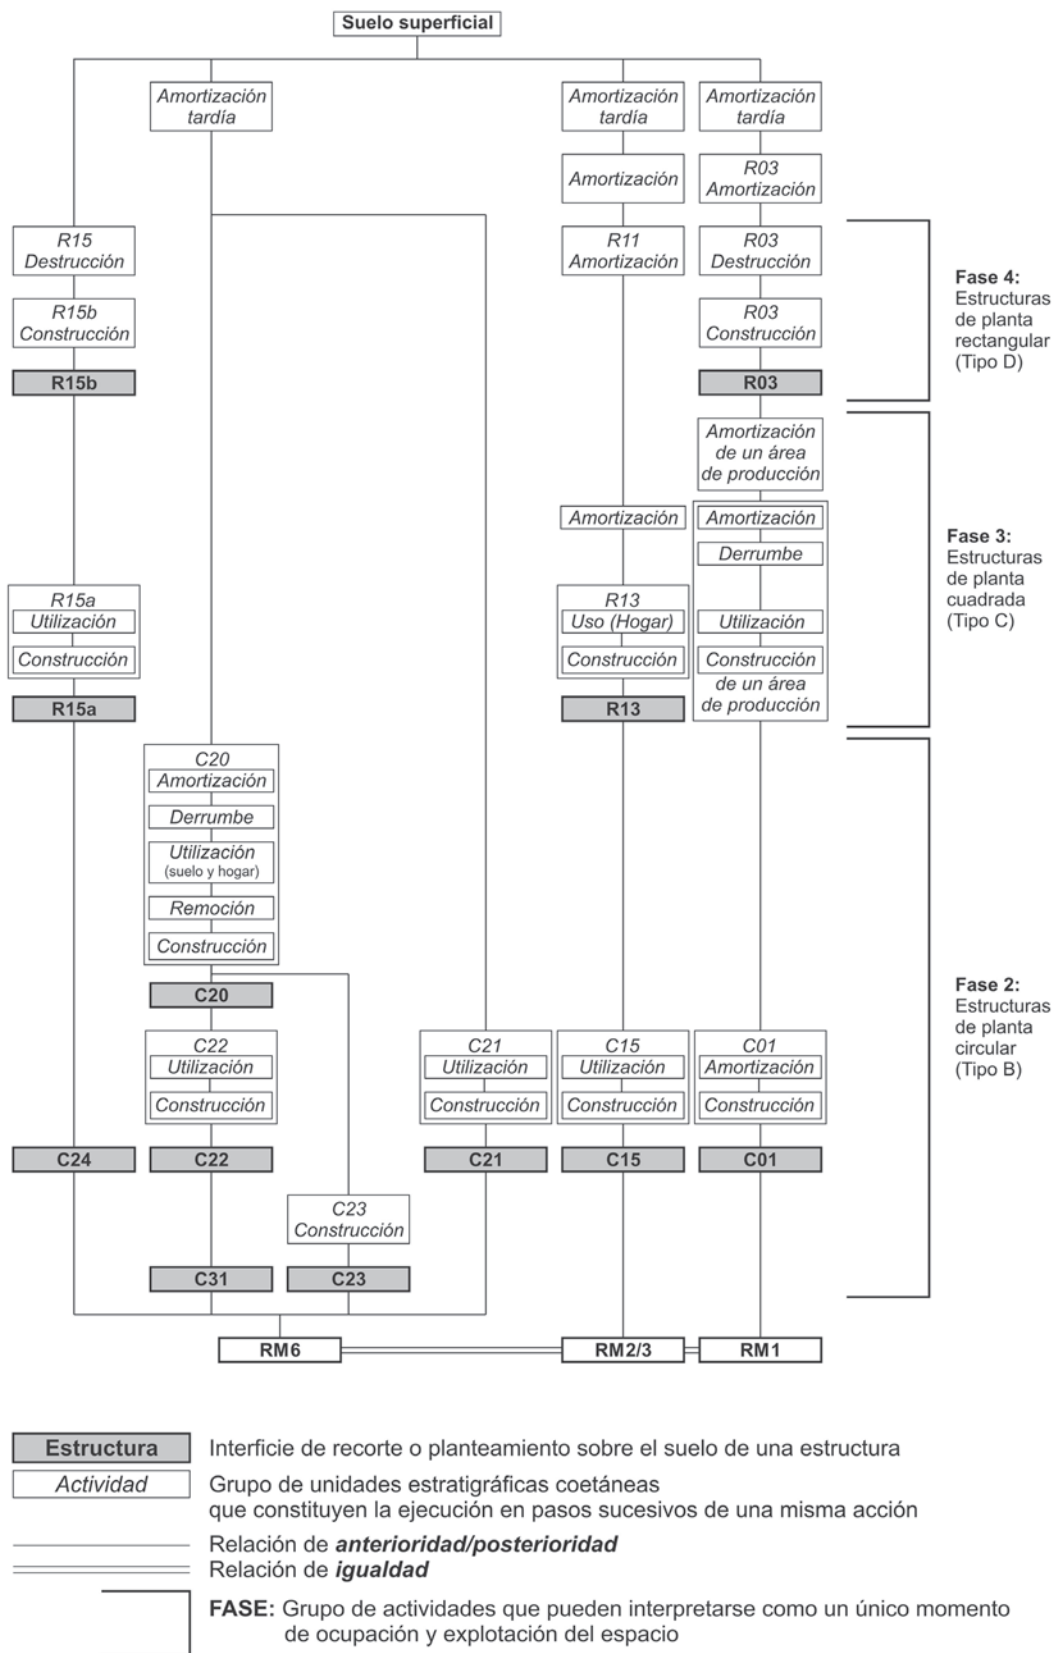 Suelo superficial
Amortización
tardía
Amortización
tardía
Amortización
tardía
Amortización
R03
Amortización
R15
Destrucción
R11
Amortización
R03
Destrucción
R15b
Construcción
R03
Construcción
R15b
R03
Fase 4:
Estructuras
de planta
rectangular
(Tipo D)
Amortización
de un área
de producción
Amortización
Amortización
Derrumbe
R15a
Utilización
Construcción
R13
Uso (Hogar)
Construcción
Utilización
Construcción
de un área
de producción
R15a
R13
Fase 3:
Estructuras
de planta
cuadrada
(Tipo C)
C20
Amortización
Derrumbe
Utilización
(suelo y hogar)
Remoción
Construcción
C20
C22
Utilización
Construcción
C21
Utilización
Construcción
C15
Utilización
Construcción
C01
Amortización
Construcción
C24
C22
C21
C15
C01
C23
Construcción
C31
C23
Fase 2:
Estructuras
de planta
circular
(Tipo B)
RM6
RM2/3
RM1
Estructura
Interficie de recorte o planteamiento sobre el suelo de una estructura
Actividad
Grupo de unidades estratigráficas coetáneas
que constituyen la ejecución en pasos sucesivos de una misma acción
Relación de anterioridad/posterioridad
Relación de igualdad
FASE: Grupo de actividades que pueden interpretarse como un único momento
de ocupación y explotación del espacio